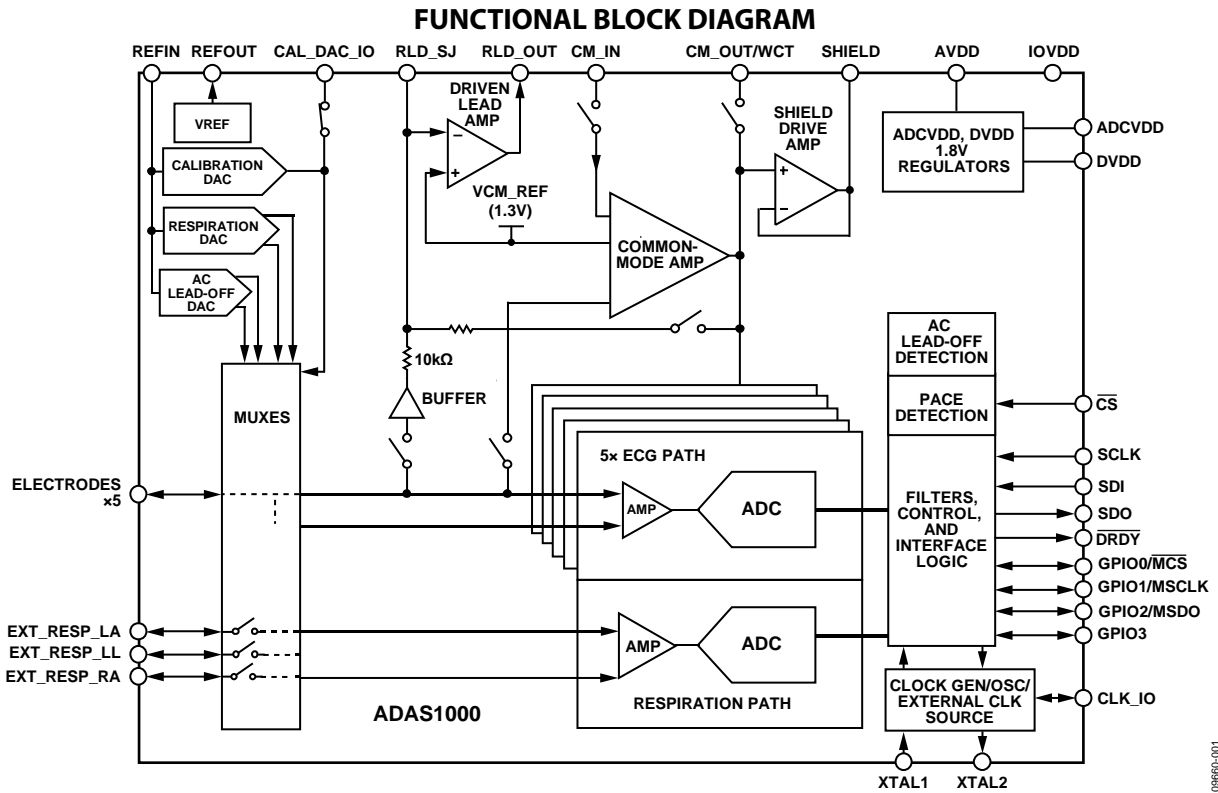 FUNCTIONAL BLOCK DIAGRAM
REFIN REFOUT CAL_DAC_IO RLD_SJ RLD_OUT CM_IN CM_OUT/WCT SHIELD AVDD IOVDD
VREF
CALIBRATION
DAC
RESPIRATION
DAC
AC
LEAD-OFF
DAC
DRIVEN
LEAD
AMP
–
+
VCM_REF
(1.3V)
COMMON-
MODE AMP
SHIELD
DRIVE
AMP
+
–
ADCVDD, DVDD
1.8V
REGULATORS
ADCVDD
DVDD
10kΩ
BUFFER
MUXES
AC
LEAD-OFF
DETECTION
PACE
DETECTION
FILTERS,
CONTROL,
AND
INTERFACE
LOGIC
5× ECG PATH
AMP
ADC
AMP
ADC
RESPIRATION PATH
ELECTRODES
×5
EXT_RESP_LA
EXT_RESP_LL
EXT_RESP_RA
ADAS1000
CS
SCLK
SDI
SDO
DRDY
GPIO0/MCS
GPIO1/MSCLK
GPIO2/MSDO
GPIO3
CLOCK GEN/OSC/
EXTERNAL CLK
SOURCE
CLK_IO
XTAL1 XTAL2
09660-001